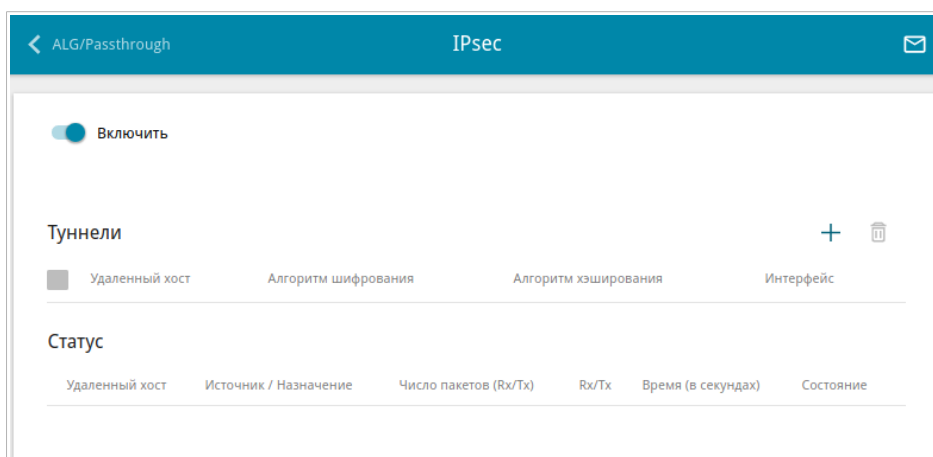 ALG/Passthrough
IPsec
Включить
Туннели
Удаленный хост Алгоритм шифрования Алгоритм хэширования Интерфейс
Статус
Удаленный хост Источник / Назначение Число пакетов (Rx/Tx) Rx/Tx Время (в секундах) Состояние